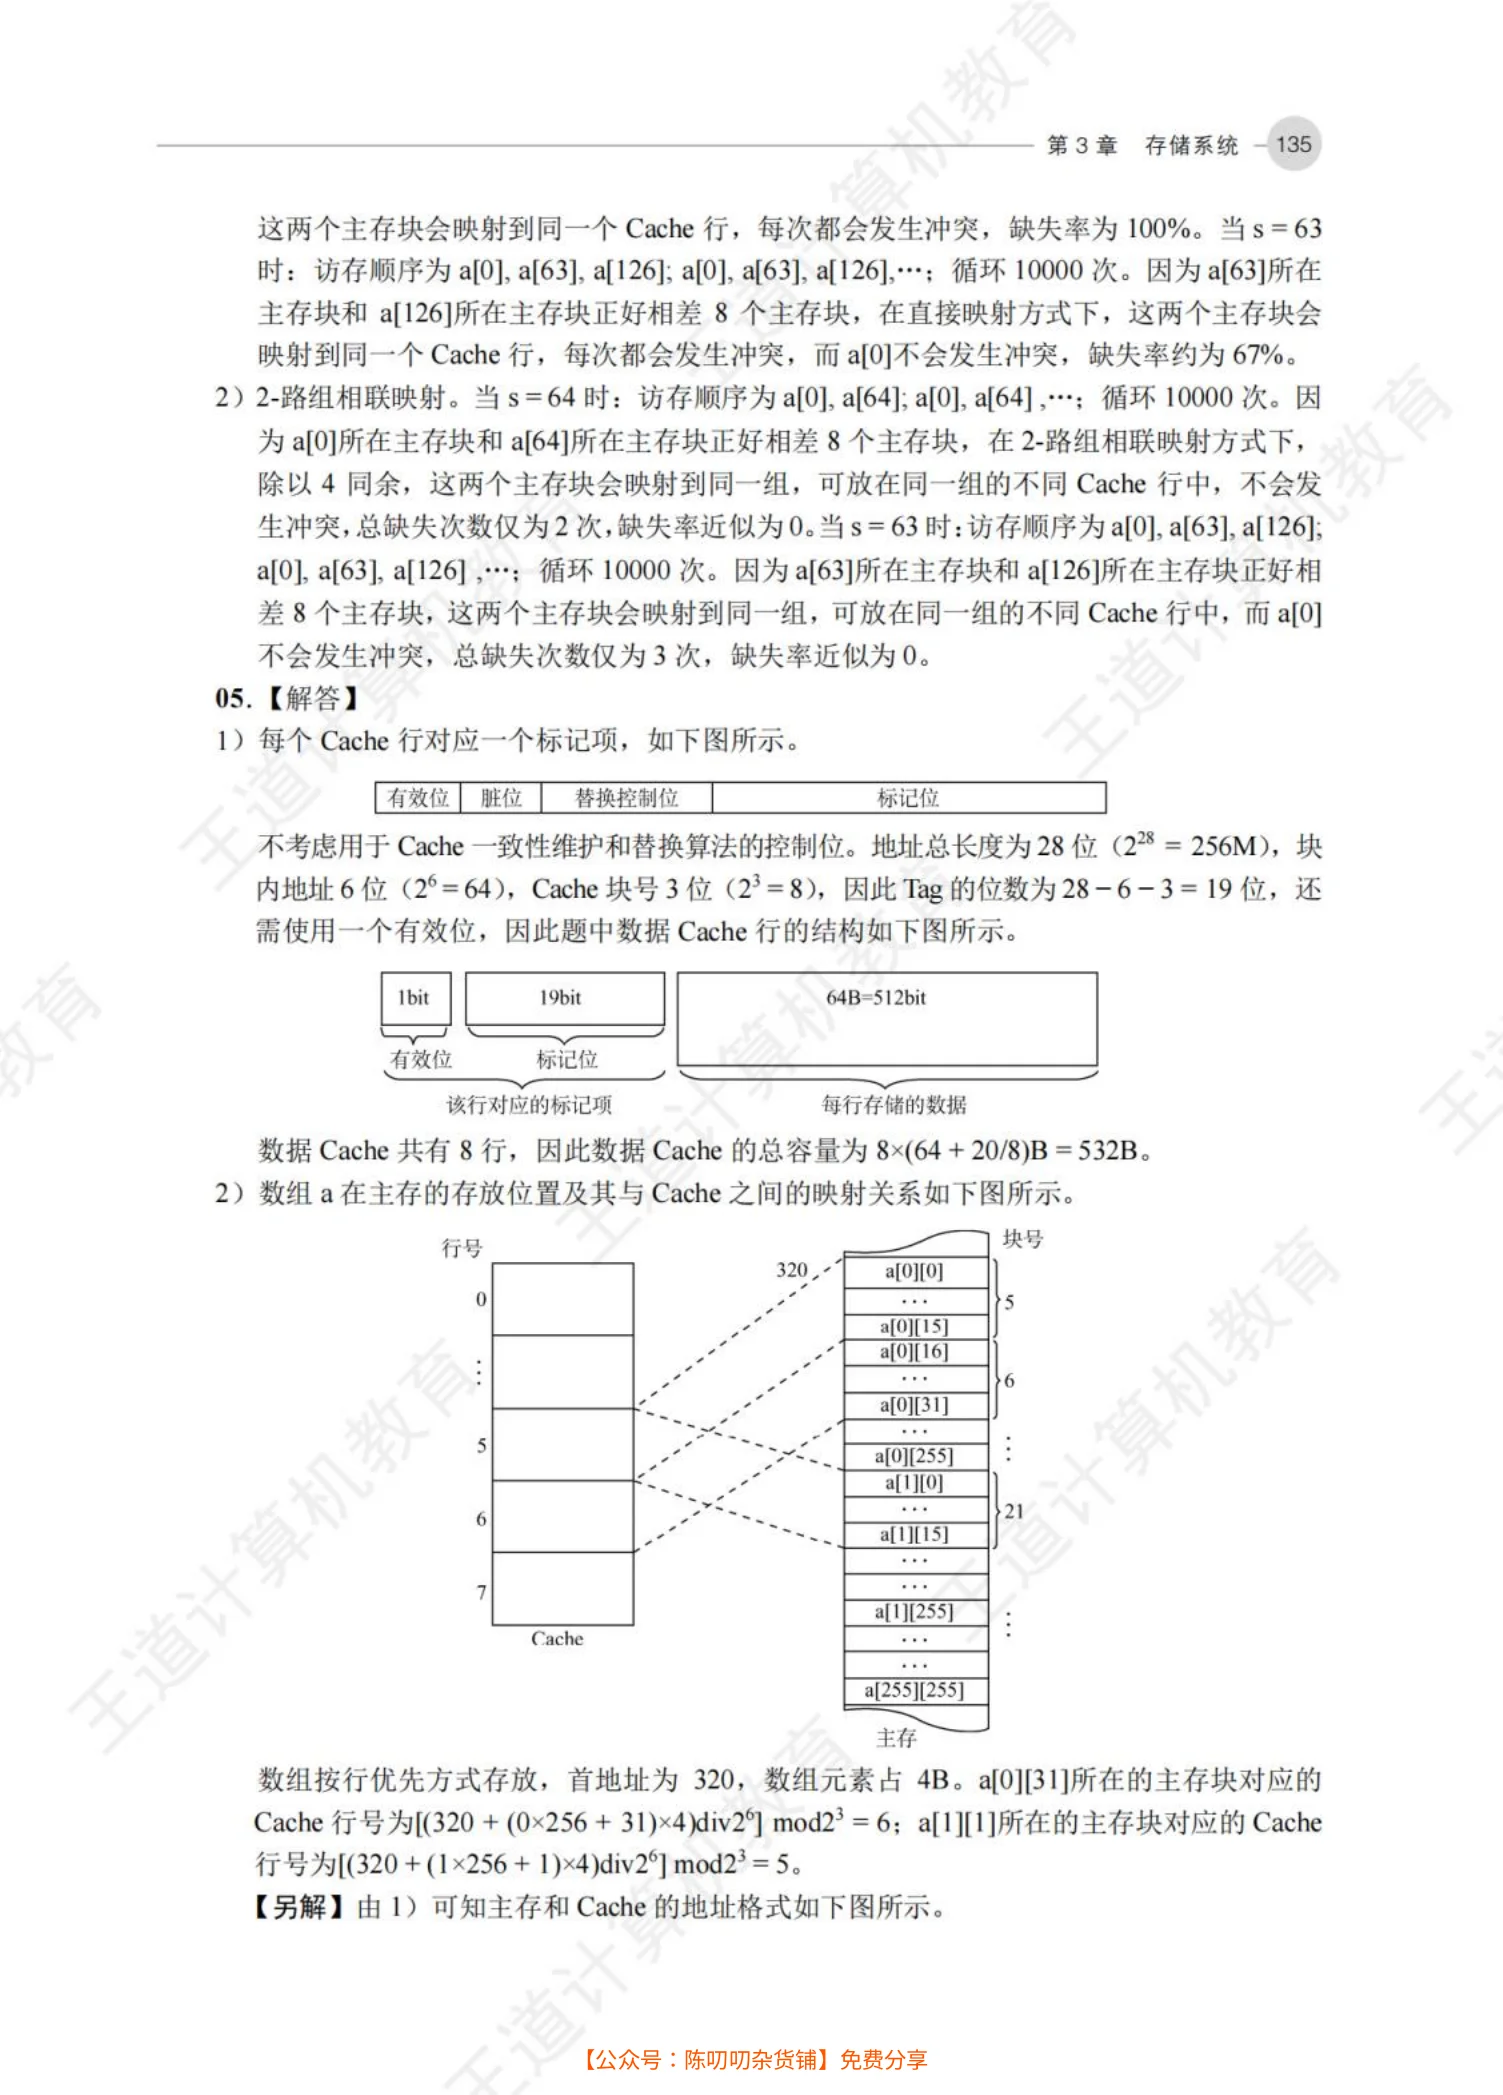 第 3 章 存储系统 135
这两个主存块会映射到同一个 Cache 行，每次都会发生冲突，缺失率为 100%。当 s = 63
时：访存顺序为 a[0], a[63], a[126]; a[0], a[63], a[126],⋯；循环 10000 次。因为 a[63]所在
主存块和 a[126]所在主存块正好相差 8 个主存块，在直接映射方式下，这两个主存块会
映射到同一个 Cache 行，每次都会发生冲突，而 a[0]不会发生冲突，缺失率约为 67%。
2）2-路组相联映射。当 s = 64 时：访存顺序为 a[0], a[64]; a[0], a[64] ,⋯；循环 10000 次。因
为 a[0]所在主存块和 a[64]所在主存块正好相差 8 个主存块，在 2-路组相联映射方式下，
除以 4 同余，这两个主存块会映射到同一组，可放在同一组的不同 Cache 行中，不会发
生冲突，总缺失次数仅为 2 次，缺失率近似为 0。当 s = 63 时：访存顺序为 a[0], a[63], a[126];
a[0], a[63], a[126] ,⋯；循环 10000 次。因为 a[63]所在主存块和 a[126]所在主存块正好相
差 8 个主存块，这两个主存块会映射到同一组，可放在同一组的不同 Cache 行中，而 a[0]
不会发生冲突，总缺失次数仅为 3 次，缺失率近似为 0。
05.【解答】
1）每个 Cache 行对应一个标记项，如下图所示。
有效位 脏位 替换控制位 标记位
不考虑用于 Cache 一致性维护和替换算法的控制位。地址总长度为 28 位（2²⁸ = 256M），块
内地址 6 位（2⁶ = 64），Cache 块号 3 位（2³ = 8），因此 Tag 的位数为 28 − 6 − 3 = 19 位，还
需使用一个有效位，因此题中数据 Cache 行的结构如下图所示。
1bit 19bit 64B=512bit
有效位 标记位
该行对应的标记项 每行存储的数据
数据 Cache 共有 8 行，因此数据 Cache 的总容量为 8×(64 + 20/8)B = 532B。
2）数组 a 在主存的存放位置及其与 Cache 之间的映射关系如下图所示。
行号 块号
320 a[0][0]
0 ⋯ 5
a[0][15]
a[0][16]
⋮ ⋯ 6
a[0][31]
⋯
5 a[0][255] ⋮
a[1][0]
6 ⋯ 21
a[1][15]
⋯
7 ⋯
a[1][255] ⋮
Cache ⋯
⋯
a[255][255]
主存
数组按行优先方式存放，首地址为 320，数组元素占 4B。a[0][31]所在的主存块对应的
Cache 行号为[(320 + (0×256 + 31)×4)div2⁶] mod2³ = 6；a[1][1]所在的主存块对应的 Cache
行号为[(320 + (1×256 + 1)×4)div2⁶] mod2³ = 5。
【另解】由 1）可知主存和 Cache 的地址格式如下图所示。
【公众号：陈叨叨杂货铺】免费分享
王道计算机教育